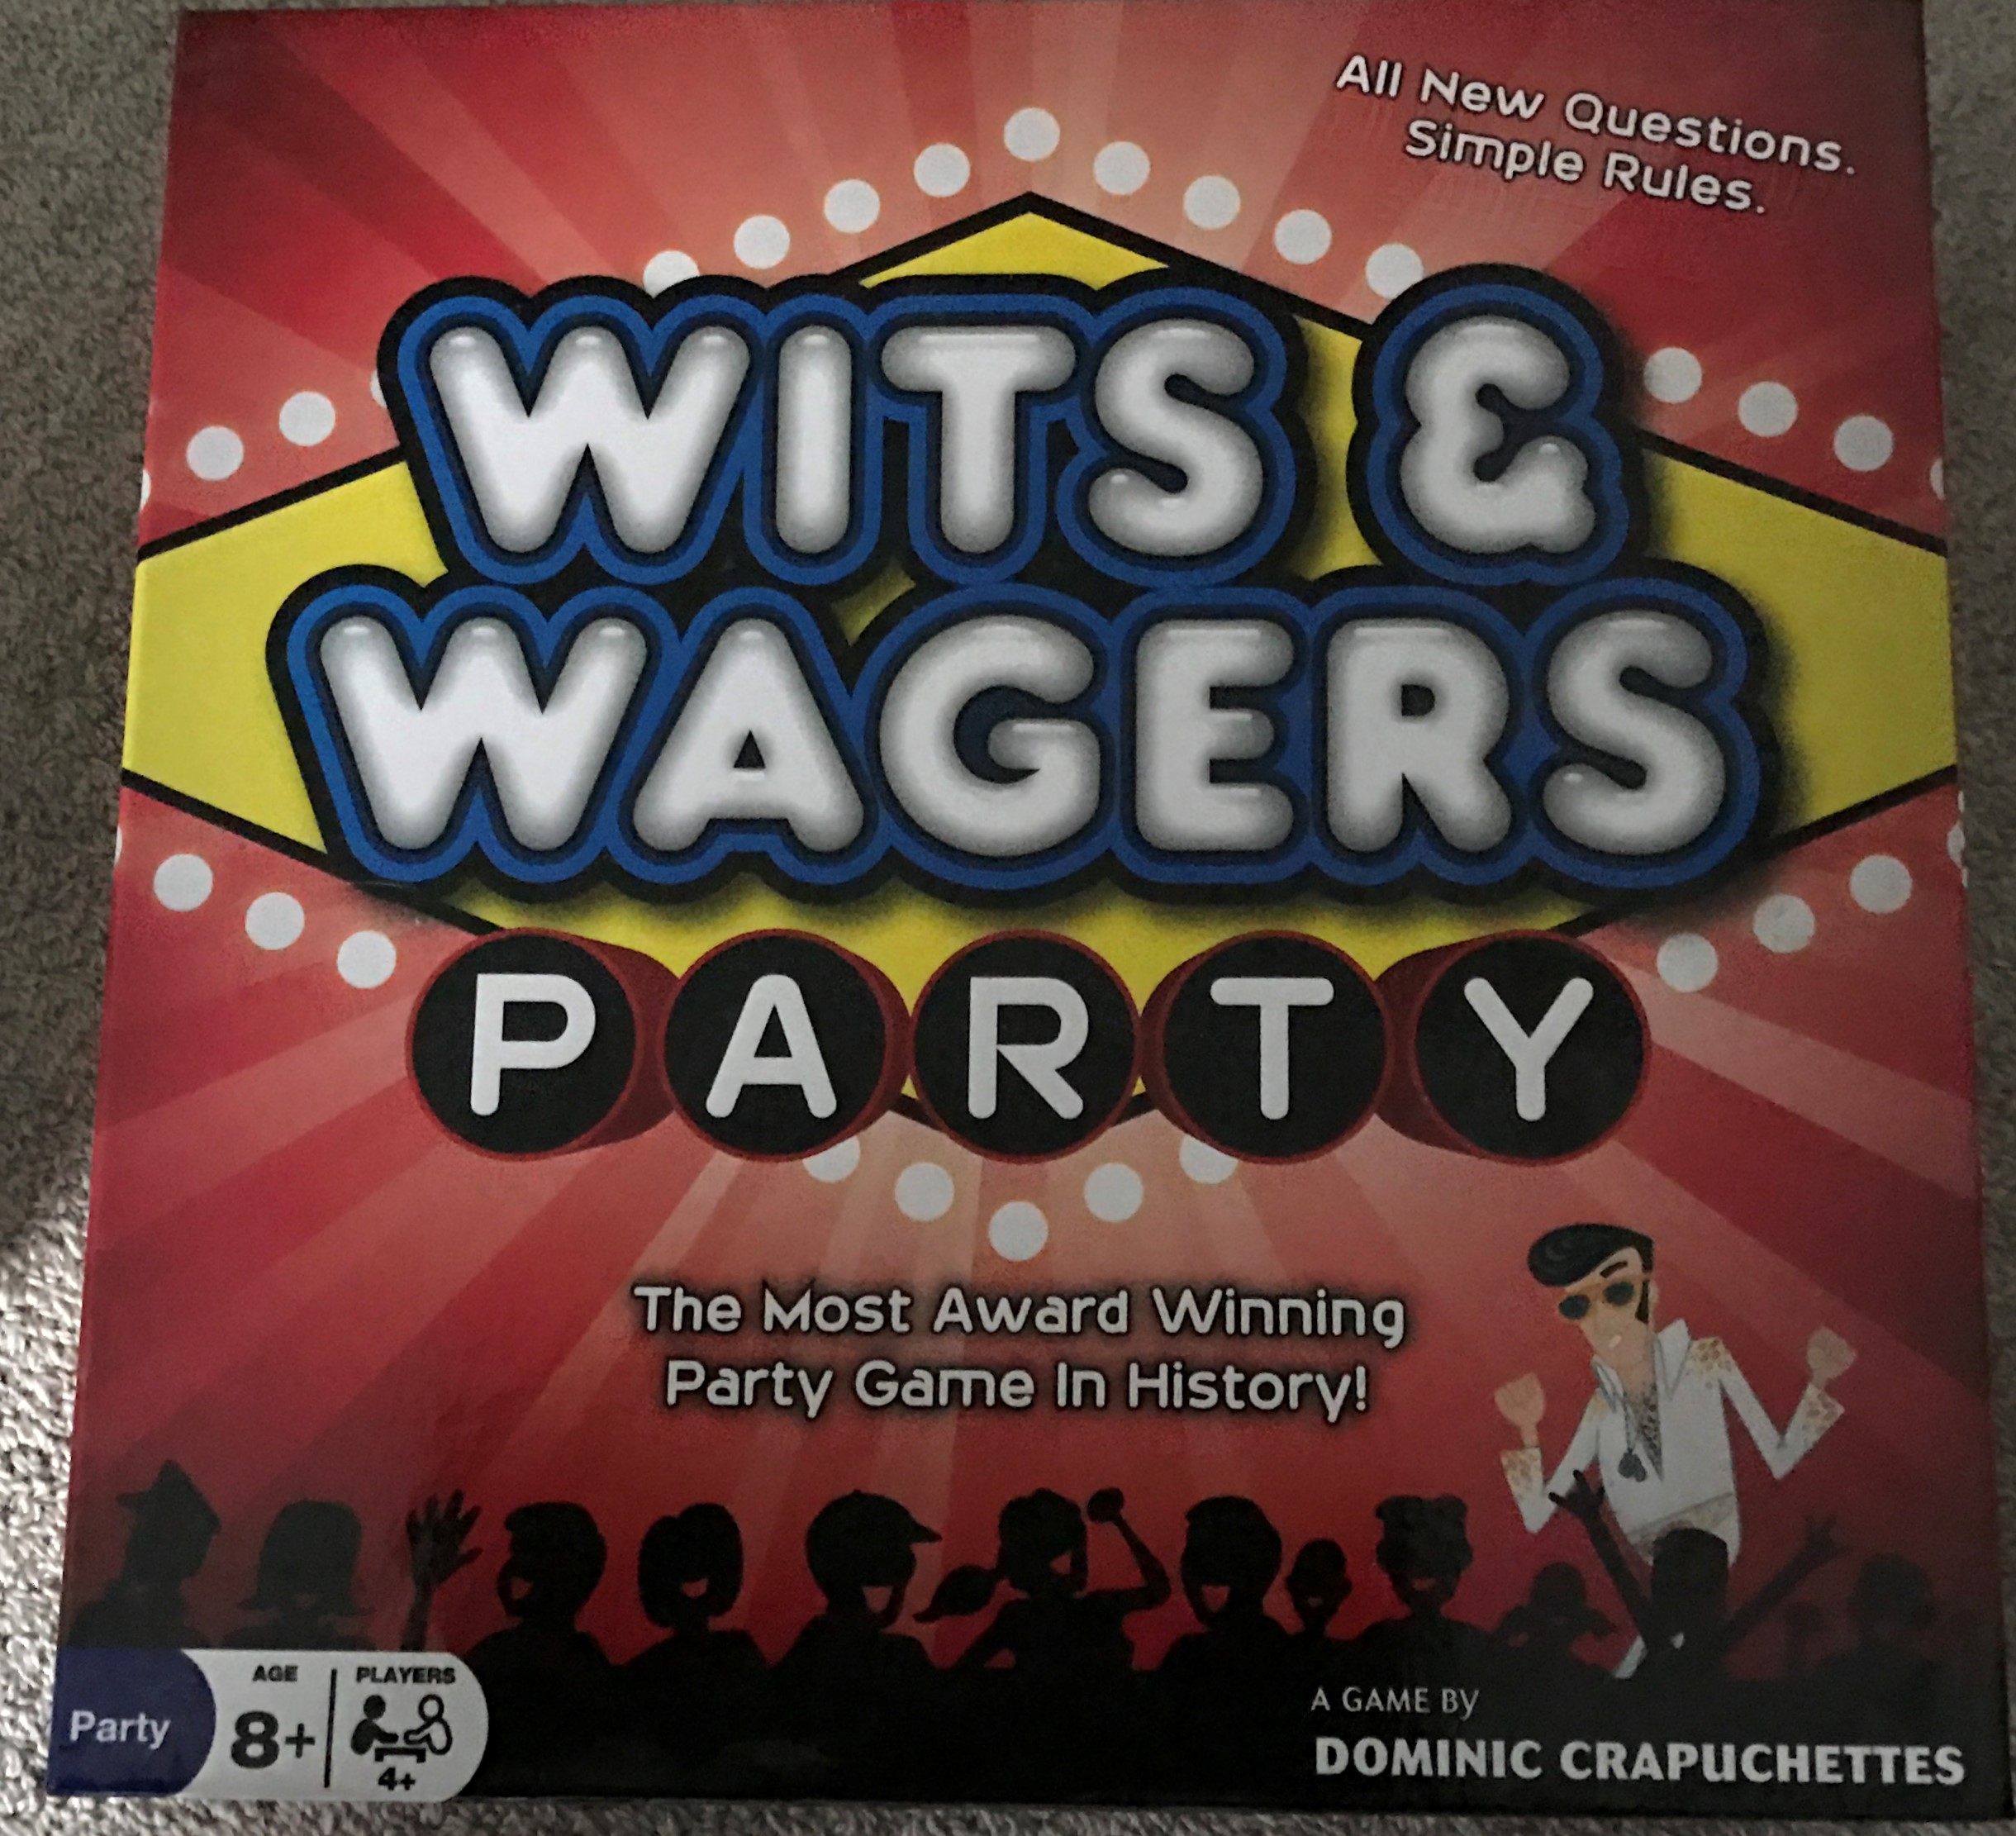 All New Questions.
Simple Rules.
WITS &
WAGERS
PARTY
The Most Award Winning
Party Game In History!
Party
AGE
8+
PLAYERS
4+
A GAME BY
DOMINIC CRAPUCHETTES